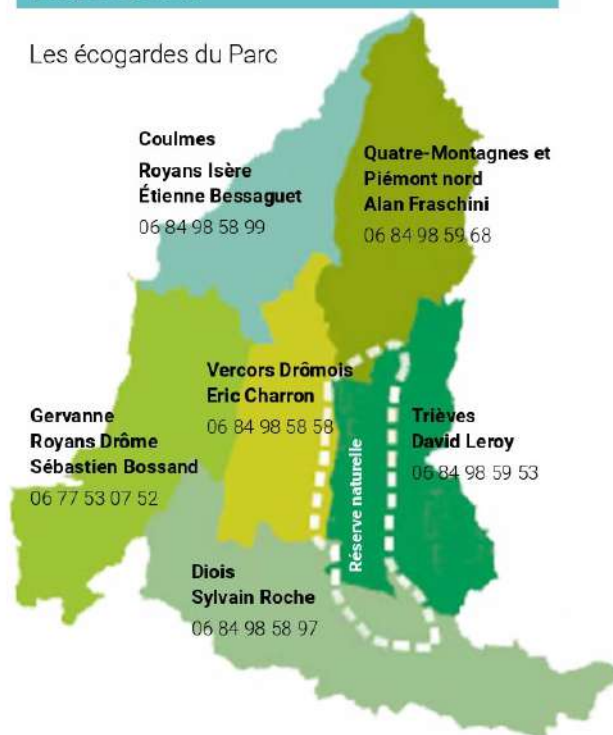 Les écogardes du Parc
Coulmes
Royans Isère
Étienne Bessaguet
06 84 98 58 99
Quatre-Montagnes et
Piémont nord
Alan Fraschini
06 84 98 59 68
Vercors Drômois
Eric Charron
06 84 98 58 58
Gervanne
Royans Drôme
Sébastien Bossand
06 77 53 07 52
Trièves
David Leroy
06 84 98 59 53
Réserve naturelle
Diois
Sylvain Roche
06 84 98 58 97